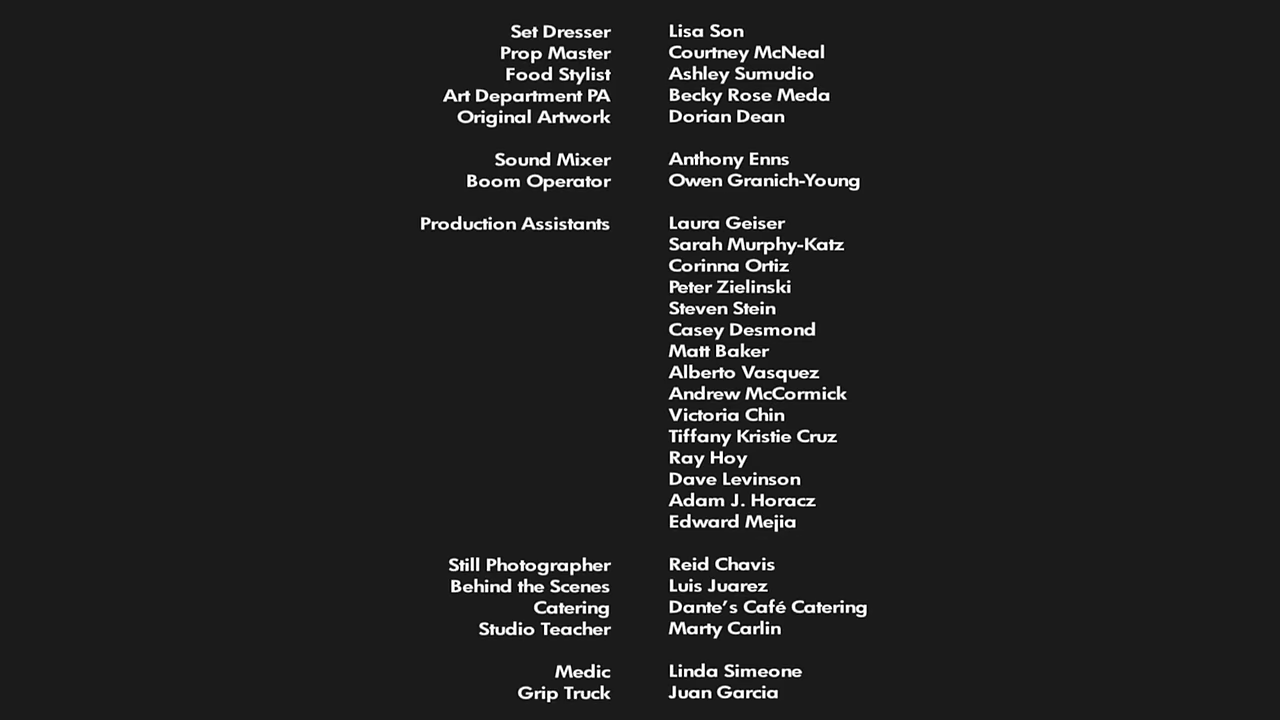 Set Dresser Lisa Son
Prop Master Courtney McNeal
Food Stylist Ashley Sumudio
Art Department PA Becky Rose Meda
Original Artwork Dorian Dean
Sound Mixer Anthony Enns
Boom Operator Owen Granich-Young
Production Assistants Laura Geiser
Sarah Murphy-Katz
Corinna Ortiz
Peter Zielinski
Steven Stein
Casey Desmond
Matt Baker
Alberto Vasquez
Andrew McCormick
Victoria Chin
Tiffany Kristie Cruz
Ray Hoy
Dave Levinson
Adam J. Horacz
Edward Mejia
Still Photographer Reid Chavis
Behind the Scenes Luis Juarez
Catering Dante’s Café Catering
Studio Teacher Marty Carlin
Medic Linda Simeone
Grip Truck Juan Garcia